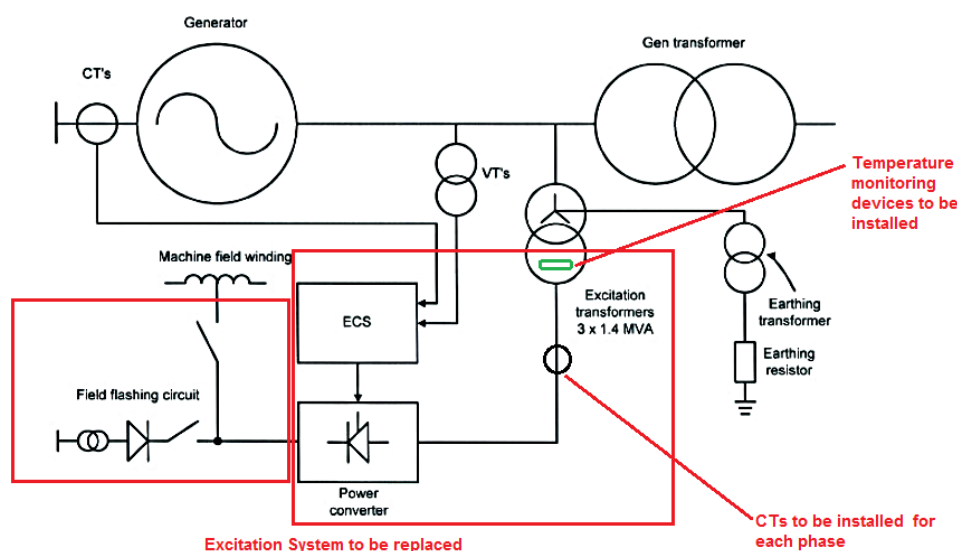 Generator
Gen transformer
CT's
VT's
Temperature
monitoring
devices to be
installed
Machine field winding
ECS
Excitation
transformers
3 x 1.4 MVA
Earthing
transformer
Earthing
resistor
Field flashing circuit
Power
converter
CTs to be installed for
each phase
Excitation System to be replaced